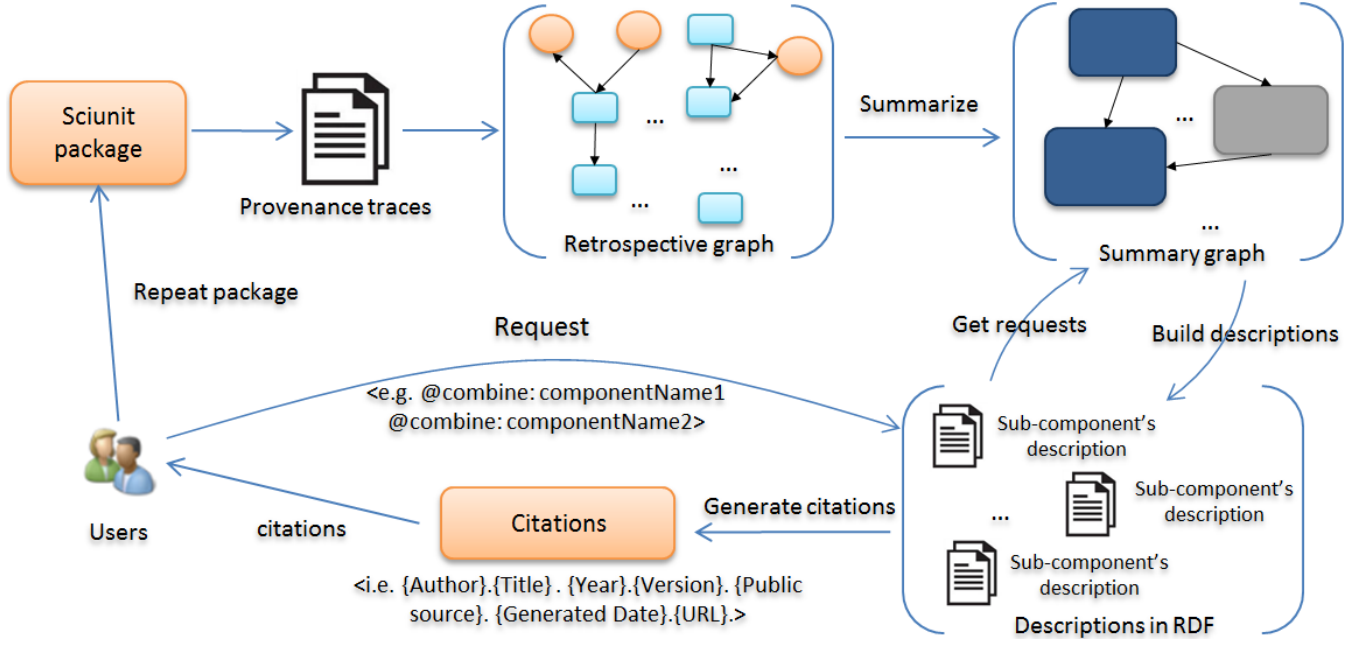 Sciunit
package
Provenance traces
...
...
...
Retrospective graph
Summarize
...
...
Summary graph
Repeat package
Request
<e.g. @combine: componentName1
@combine: componentName2>
Get requests
Build descriptions
Users
citations
Citations
Generate citations
<i.e. {Author}.{Title} . {Year}.{Version}. {Public
source}. {Generated Date}.{URL}.>
Sub-component’s
description
Sub-component’s
description
...
Sub-component’s
description
Descriptions in RDF